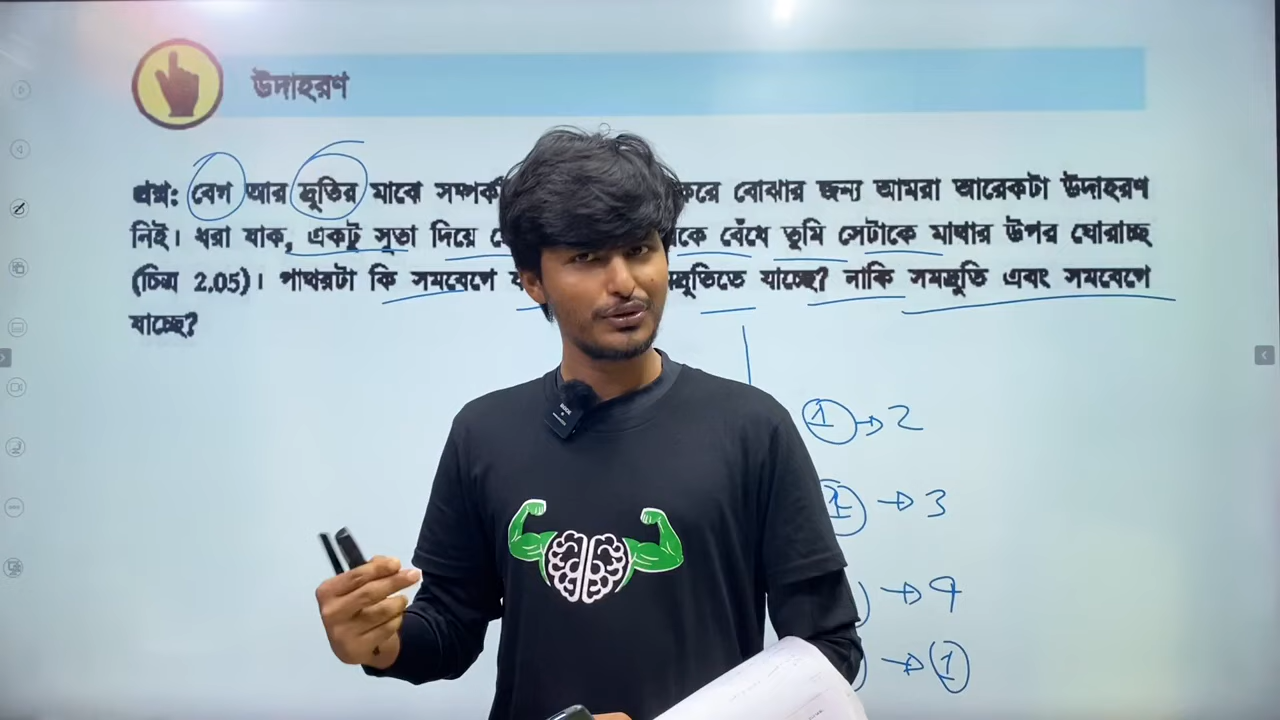 উদাহরণ
প্রশ্ন: বেগ আর দ্রুতির মাঝে সম্পর্ক করে বোঝার জন্য আমরা আরেকটা উদাহরণ
নিই। ধরা যাক, একটু সুতা দিয়ে কে বেঁধে তুমি সেটাকে মাথার উপর ঘোরাচ্ছ
(চিত্র 2.05)। পাথরটা কি সমবেগে যাচ্ছে? নাকি সমদ্রুতি এবং সমবেগে
যাচ্ছে?
1 → 2
→ 3
→ 4
→ 1